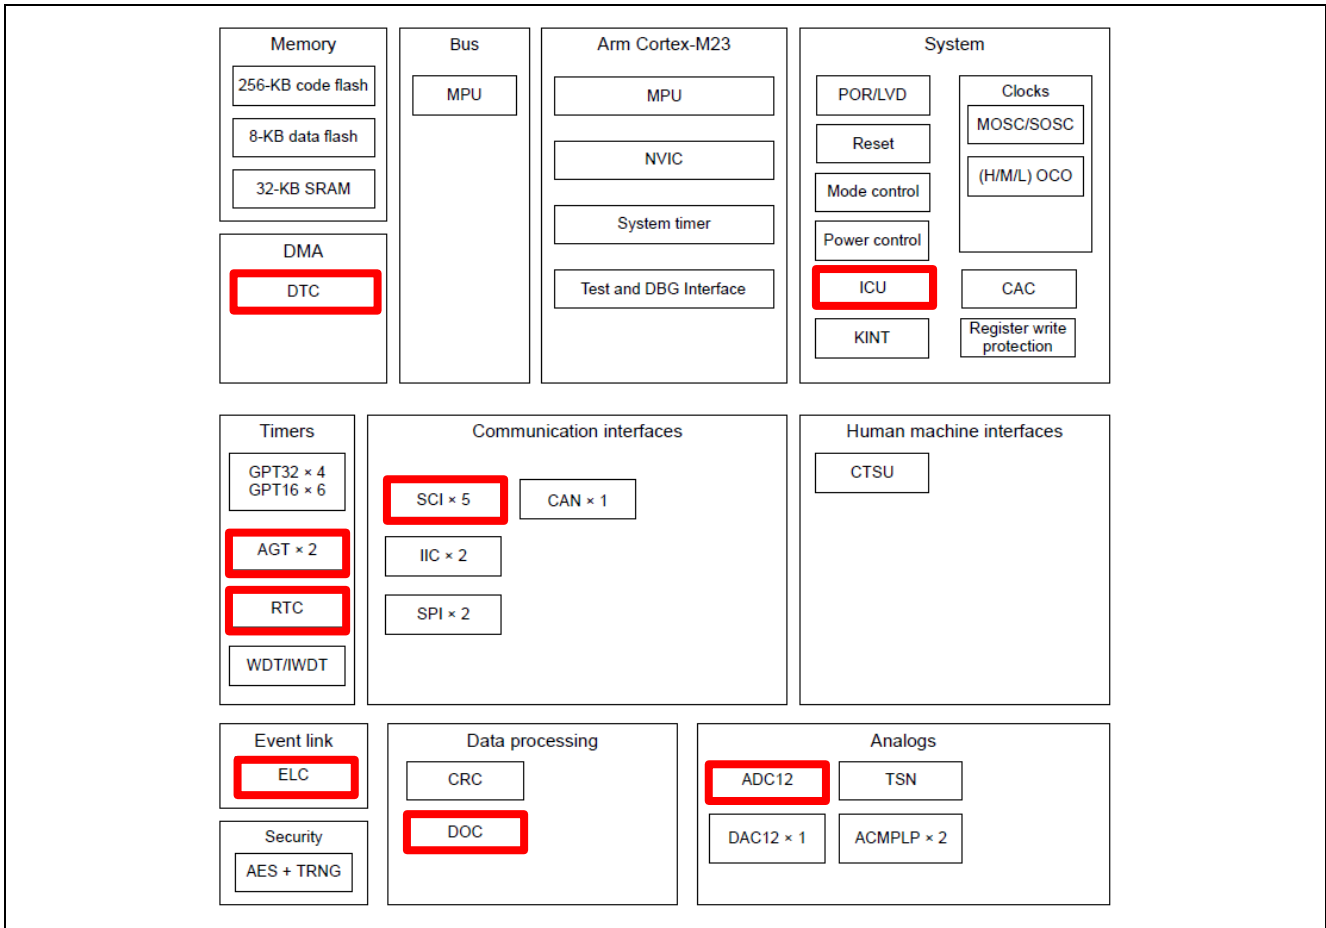 Memory
256-KB code flash
8-KB data flash
32-KB SRAM
DMA
DTC
Bus
MPU
Arm Cortex-M23
MPU
NVIC
System timer
Test and DBG Interface
System
POR/LVD
Reset
Mode control
Power control
ICU
KINT
Clocks
MOSC/SOSC
(H/M/L) OCO
CAC
Register write
protection
Timers
GPT32 × 4
GPT16 × 6
AGT × 2
RTC
WDT/IWDT
Communication interfaces
SCI × 5
CAN × 1
IIC × 2
SPI × 2
Human machine interfaces
CTSU
Event link
ELC
Security
AES + TRNG
Data processing
CRC
DOC
Analogs
ADC12
TSN
DAC12 × 1
ACMPLP × 2